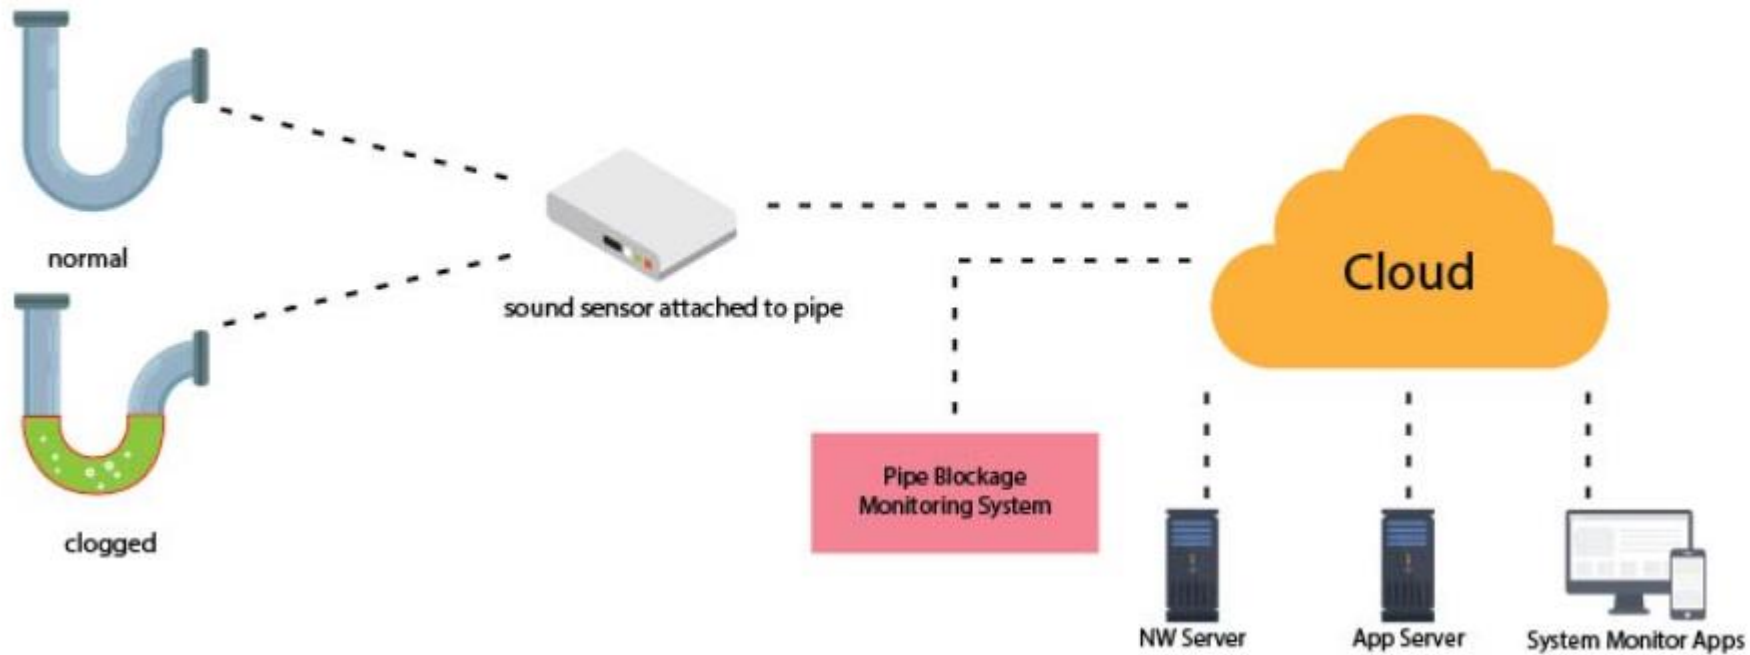 normal
sound sensor attached to pipe
Cloud
clogged
Pipe Blockage
Monitoring System
NW Server
App Server
System Monitor Apps